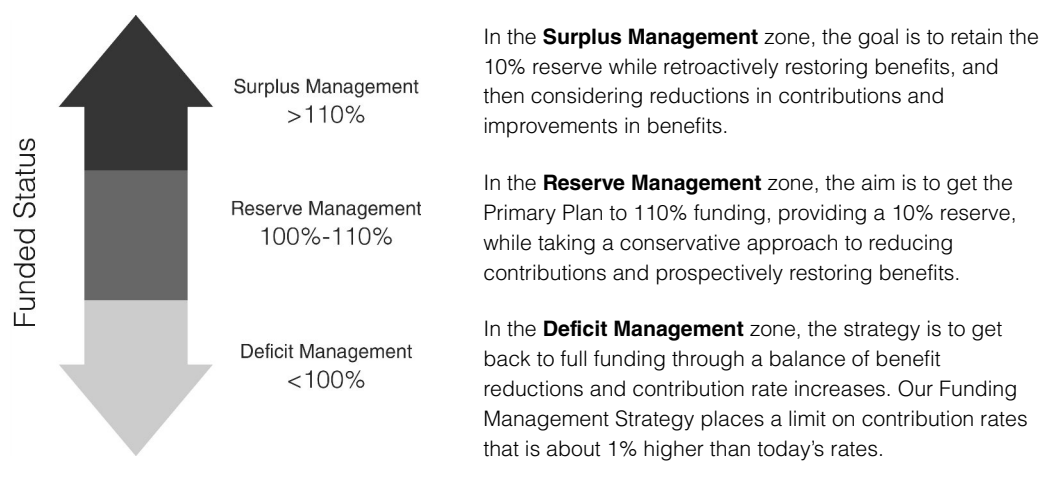 Funded Status
Surplus Management
>110%
Reserve Management
100%-110%
Deficit Management
<100%
In the Surplus Management zone, the goal is to retain the
10% reserve while retroactively restoring benefits, and
then considering reductions in contributions and
improvements in benefits.
In the Reserve Management zone, the aim is to get the
Primary Plan to 110% funding, providing a 10% reserve,
while taking a conservative approach to reducing
contributions and prospectively restoring benefits.
In the Deficit Management zone, the strategy is to get
back to full funding through a balance of benefit
reductions and contribution rate increases. Our Funding
Management Strategy places a limit on contribution rates
that is about 1% higher than today's rates.